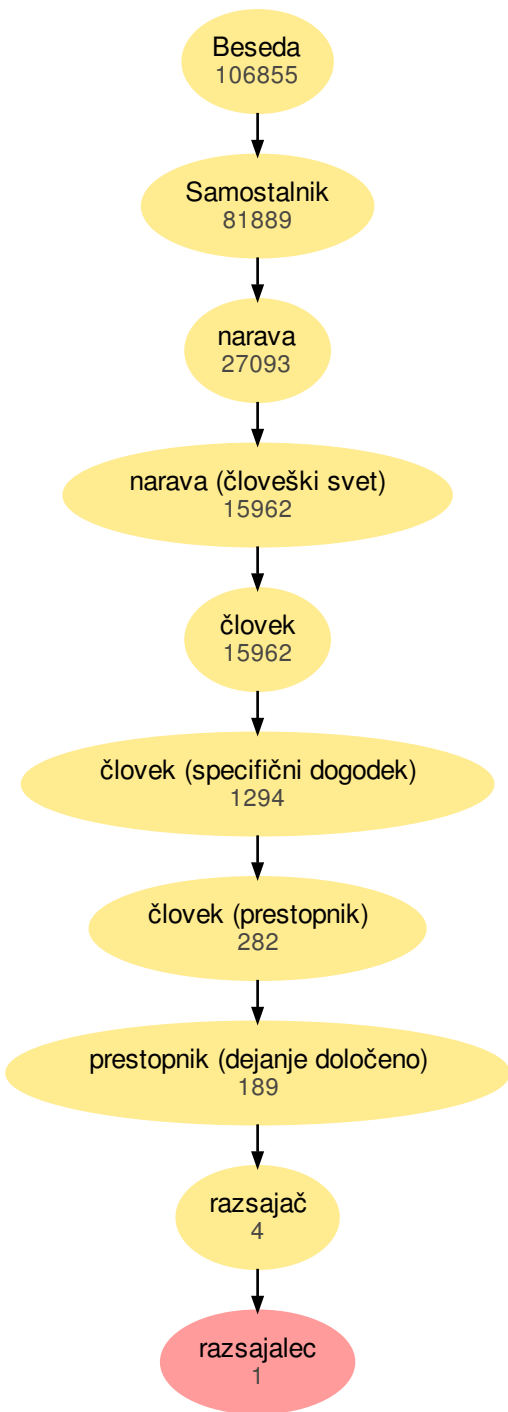 Beseda
106855
Samostalnik
81889
narava
27093
narava (človeški svet)
15962
človek
15962
človek (specifični dogodek)
1294
človek (prestopnik)
282
prestopnik (dejanje določeno)
189
razsajač
4
razsajalec
1